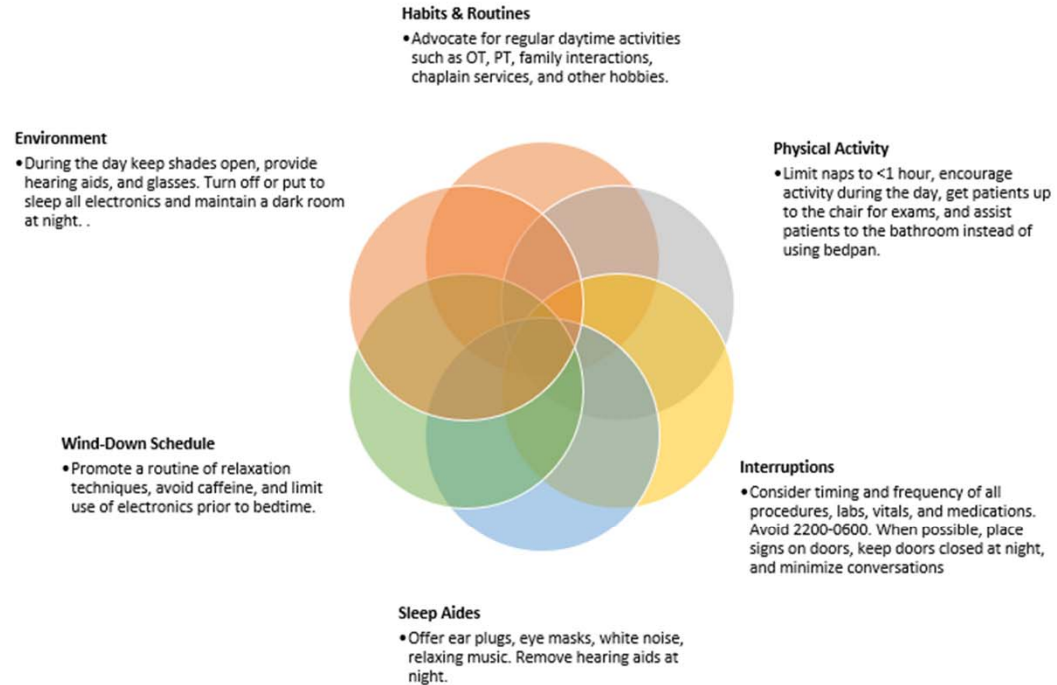 Habits & Routines
•Advocate for regular daytime activities
such as OT, PT, family interactions,
chaplain services, and other hobbies.
Environment
•During the day keep shades open, provide
hearing aids, and glasses. Turn off or put to
sleep all electronics and maintain a dark room
at night. .
Physical Activity
•Limit naps to <1 hour, encourage
activity during the day, get patients up
to the chair for exams, and assist
patients to the bathroom instead of
using bedpan.
Wind-Down Schedule
•Promote a routine of relaxation
techniques, avoid caffeine, and limit
use of electronics prior to bedtime.
Interruptions
•Consider timing and frequency of all
procedures, labs, vitals, and medications.
Avoid 2200-0600. When possible, place
signs on doors, keep doors closed at night,
and minimize conversations
Sleep Aides
•Offer ear plugs, eye masks, white noise,
relaxing music. Remove hearing aids at
night.